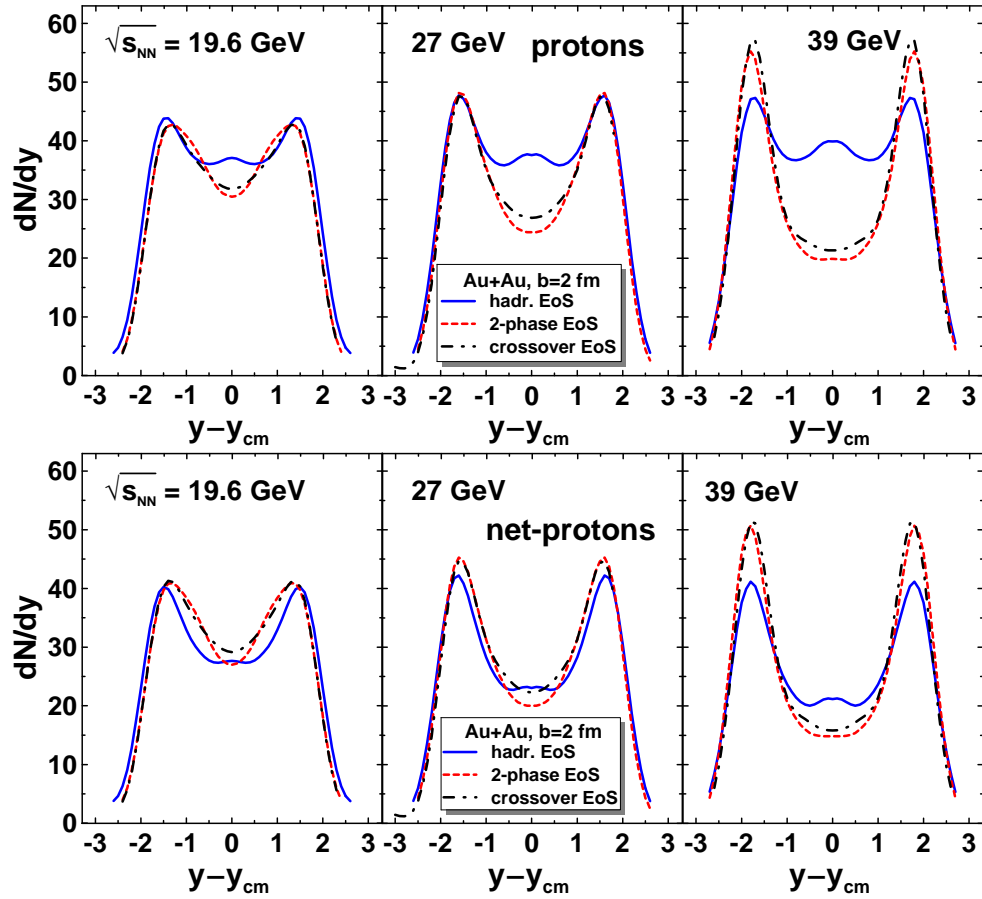 √s_NN = 19.6 GeV
27 GeV
protons
39 GeV
dN/dy
60
50
40
30
20
10
0
Au+Au, b=2 fm
hadr. EoS
2-phase EoS
crossover EoS
-3 -2 -1 0 1 2 3 -3 -2 -1 0 1 2 3 -3 -2 -1 0 1 2 3
y−y_cm y−y_cm y−y_cm
√s_NN = 19.6 GeV
27 GeV
39 GeV
net-protons
dN/dy
60
50
40
30
20
10
0
Au+Au, b=2 fm
hadr. EoS
2-phase EoS
crossover EoS
-3 -2 -1 0 1 2 3 -3 -2 -1 0 1 2 3 -3 -2 -1 0 1 2 3
y−y_cm y−y_cm y−y_cm